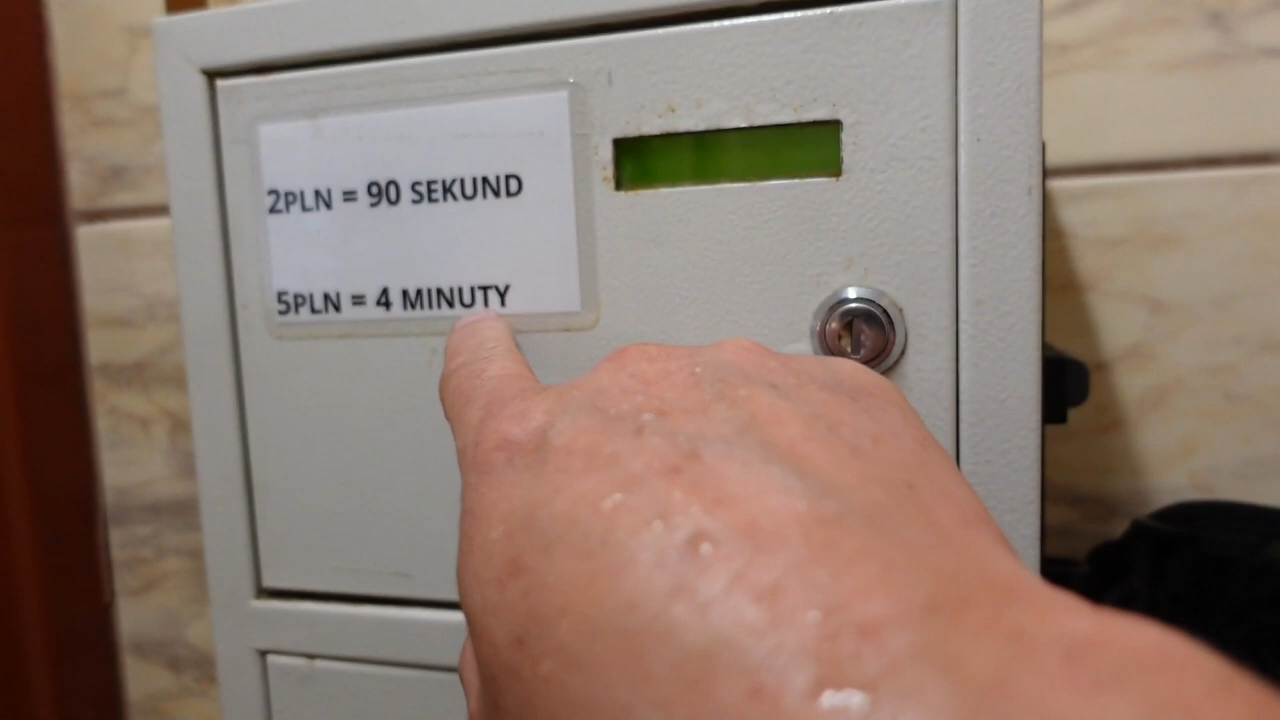 2PLN = 90 SEKUND
5PLN = 4 MINUTY